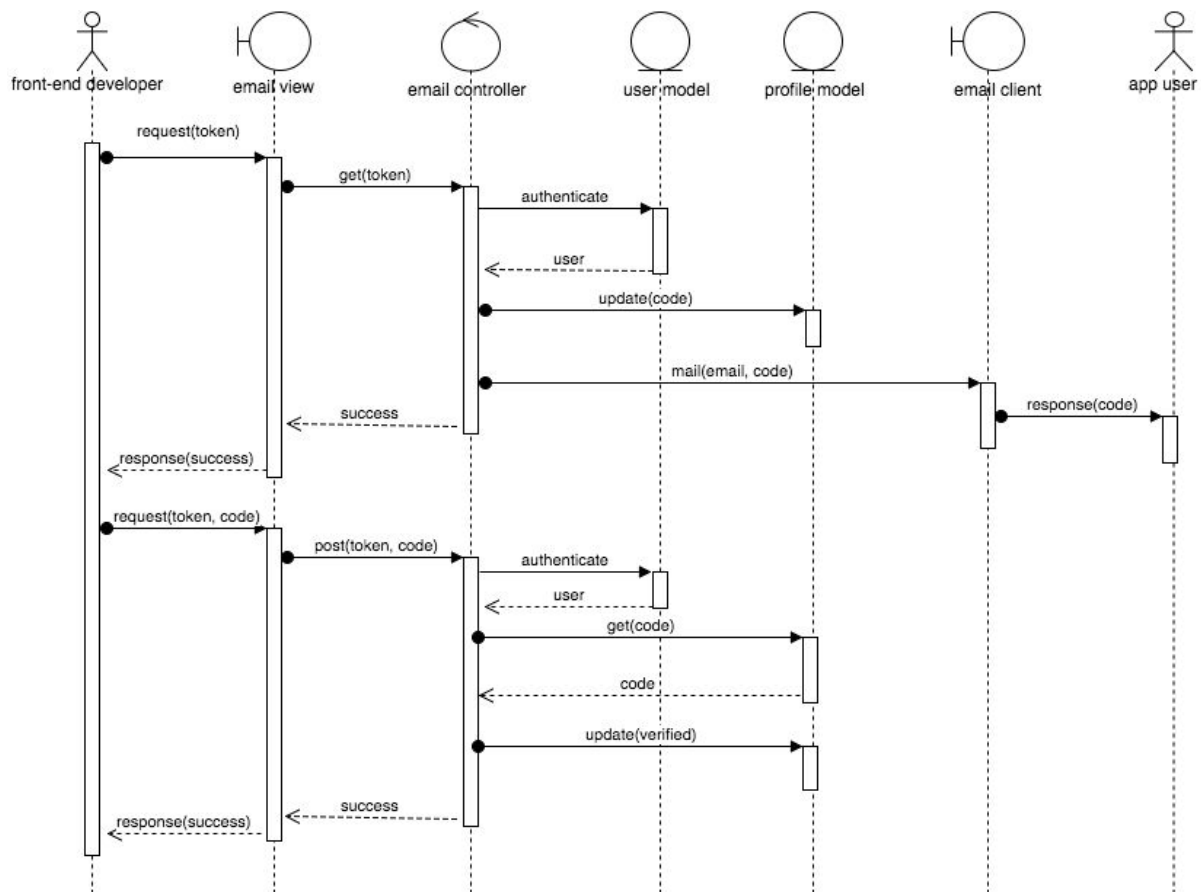 front-end developer
email view
email controller
user model
profile model
email client
app user
request(token)
get(token)
authenticate
user
update(code)
mail(email, code)
response(code)
success
response(success)
request(token, code)
post(token, code)
authenticate
user
get(code)
code
update(verified)
success
response(success)